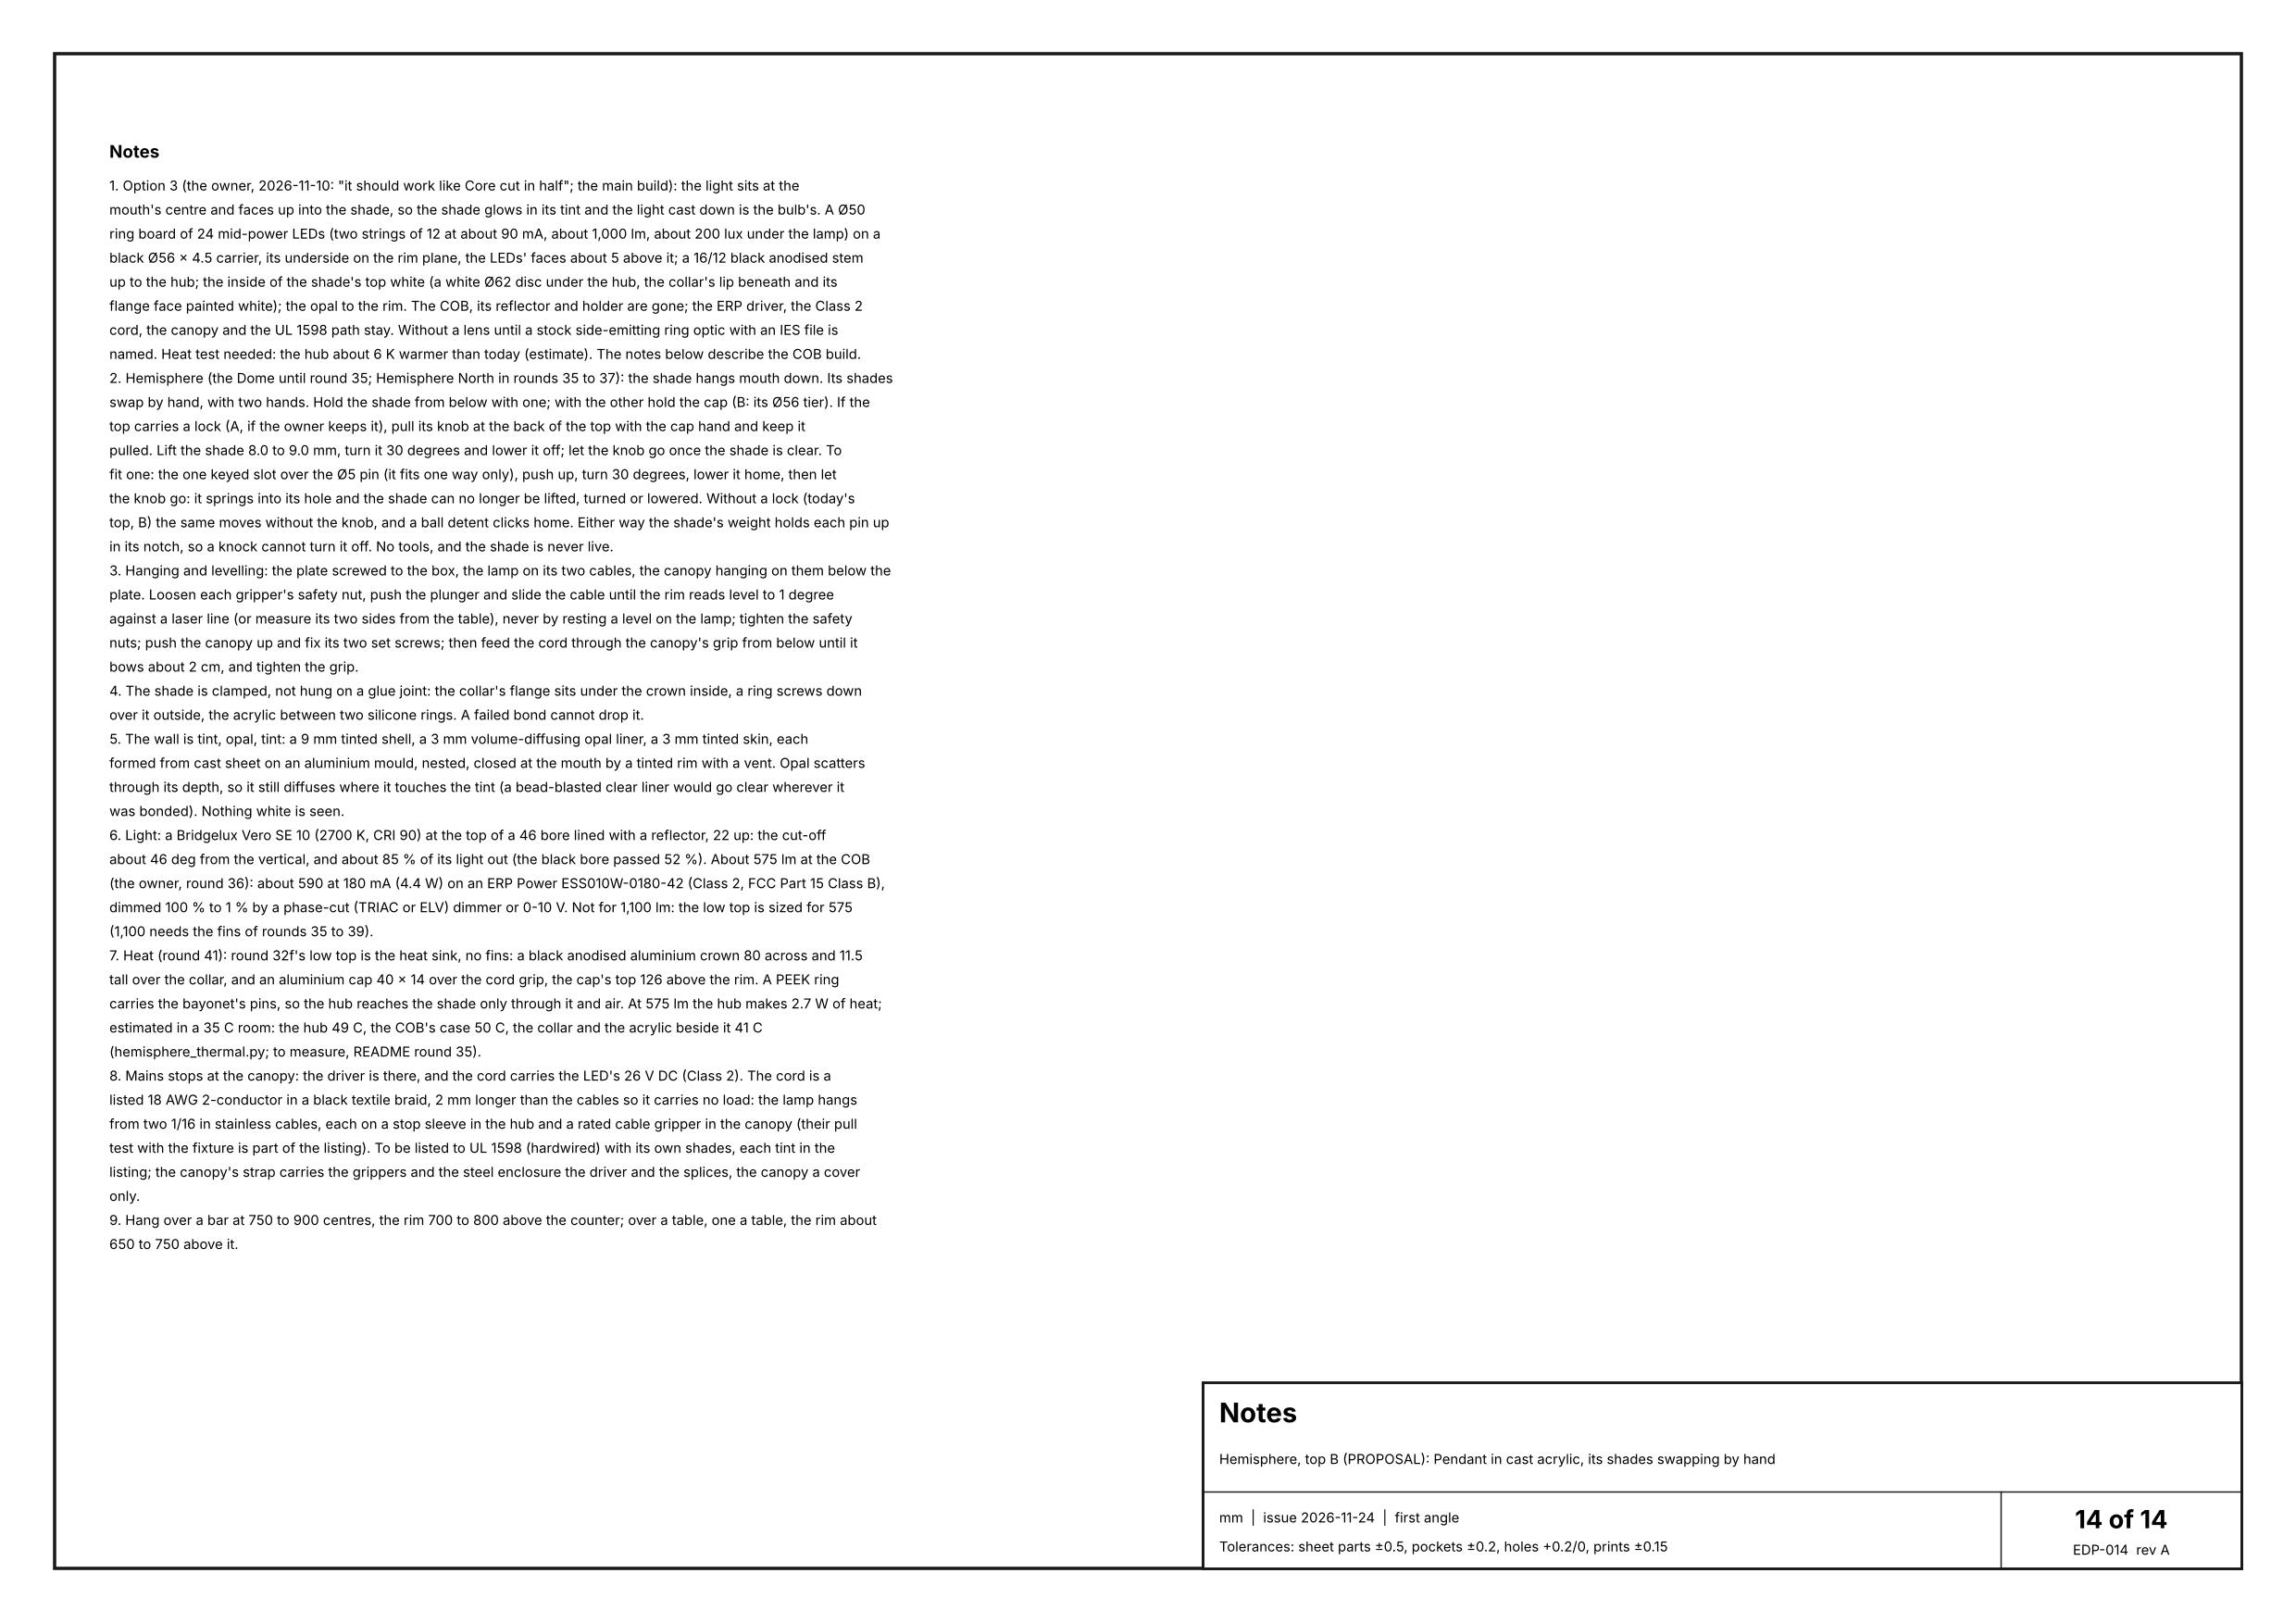 Notes
1. Option 3 (the owner, 2026-11-10: "it should work like Core cut in half"; the main build): the light sits at the
mouth's centre and faces up into the shade, so the shade glows in its tint and the light cast down is the bulb's. A Ø50
ring board of 24 mid-power LEDs (two strings of 12 at about 90 mA, about 1,000 lm, about 200 lux under the lamp) on a
black Ø56 × 4.5 carrier, its underside on the rim plane, the LEDs' faces about 5 above it; a 16/12 black anodised stem
up to the hub; the inside of the shade's top white (a white Ø62 disc under the hub, the collar's lip beneath and its
flange face painted white); the opal to the rim. The COB, its reflector and holder are gone; the ERP driver, the Class 2
cord, the canopy and the UL 1598 path stay. Without a lens until a stock side-emitting ring optic with an IES file is
named. Heat test needed: the hub about 6 K warmer than today (estimate). The notes below describe the COB build.
2. Hemisphere (the Dome until round 35; Hemisphere North in rounds 35 to 37): the shade hangs mouth down. Its shades
swap by hand, with two hands. Hold the shade from below with one; with the other hold the cap (B: its Ø56 tier). If the
top carries a lock (A, if the owner keeps it), pull its knob at the back of the top with the cap hand and keep it
pulled. Lift the shade 8.0 to 9.0 mm, turn it 30 degrees and lower it off; let the knob go once the shade is clear. To
fit one: the one keyed slot over the Ø5 pin (it fits one way only), push up, turn 30 degrees, lower it home, then let
the knob go: it springs into its hole and the shade can no longer be lifted, turned or lowered. Without a lock (today's
top, B) the same moves without the knob, and a ball detent clicks home. Either way the shade's weight holds each pin up
in its notch, so a knock cannot turn it off. No tools, and the shade is never live.
3. Hanging and levelling: the plate screwed to the box, the lamp on its two cables, the canopy hanging on them below the
plate. Loosen each gripper's safety nut, push the plunger and slide the cable until the rim reads level to 1 degree
against a laser line (or measure its two sides from the table), never by resting a level on the lamp; tighten the safety
nuts; push the canopy up and fix its two set screws; then feed the cord through the canopy's grip from below until it
bows about 2 cm, and tighten the grip.
4. The shade is clamped, not hung on a glue joint: the collar's flange sits under the crown inside, a ring screws down
over it outside, the acrylic between two silicone rings. A failed bond cannot drop it.
5. The wall is tint, opal, tint: a 9 mm tinted shell, a 3 mm volume-diffusing opal liner, a 3 mm tinted skin, each
formed from cast sheet on an aluminium mould, nested, closed at the mouth by a tinted rim with a vent. Opal scatters
through its depth, so it still diffuses where it touches the tint (a bead-blasted clear liner would go clear wherever it
was bonded). Nothing white is seen.
6. Light: a Bridgelux Vero SE 10 (2700 K, CRI 90) at the top of a 46 bore lined with a reflector, 22 up: the cut-off
about 46 deg from the vertical, and about 85 % of its light out (the black bore passed 52 %). About 575 lm at the COB
(the owner, round 36): about 590 at 180 mA (4.4 W) on an ERP Power ESS010W-0180-42 (Class 2, FCC Part 15 Class B),
dimmed 100 % to 1 % by a phase-cut (TRIAC or ELV) dimmer or 0-10 V. Not for 1,100 lm: the low top is sized for 575
(1,100 needs the fins of rounds 35 to 39).
7. Heat (round 41): round 32f's low top is the heat sink, no fins: a black anodised aluminium crown 80 across and 11.5
tall over the collar, and an aluminium cap 40 × 14 over the cord grip, the cap's top 126 above the rim. A PEEK ring
carries the bayonet's pins, so the hub reaches the shade only through it and air. At 575 lm the hub makes 2.7 W of heat;
estimated in a 35 C room: the hub 49 C, the COB's case 50 C, the collar and the acrylic beside it 41 C
(hemisphere_thermal.py; to measure, README round 35).
8. Mains stops at the canopy: the driver is there, and the cord carries the LED's 26 V DC (Class 2). The cord is a
listed 18 AWG 2-conductor in a black textile braid, 2 mm longer than the cables so it carries no load: the lamp hangs
from two 1/16 in stainless cables, each on a stop sleeve in the hub and a rated cable gripper in the canopy (their pull
test with the fixture is part of the listing). To be listed to UL 1598 (hardwired) with its own shades, each tint in the
listing; the canopy's strap carries the grippers and the steel enclosure the driver and the splices, the canopy a cover
only.
9. Hang over a bar at 750 to 900 centres, the rim 700 to 800 above the counter; over a table, one a table, the rim about
650 to 750 above it.
Notes
Hemisphere, top B (PROPOSAL): Pendant in cast acrylic, its shades swapping by hand
mm | issue 2026-11-24 | first angle
Tolerances: sheet parts ±0.5, pockets ±0.2, holes +0.2/0, prints ±0.15
14 of 14
EDP-014 rev A